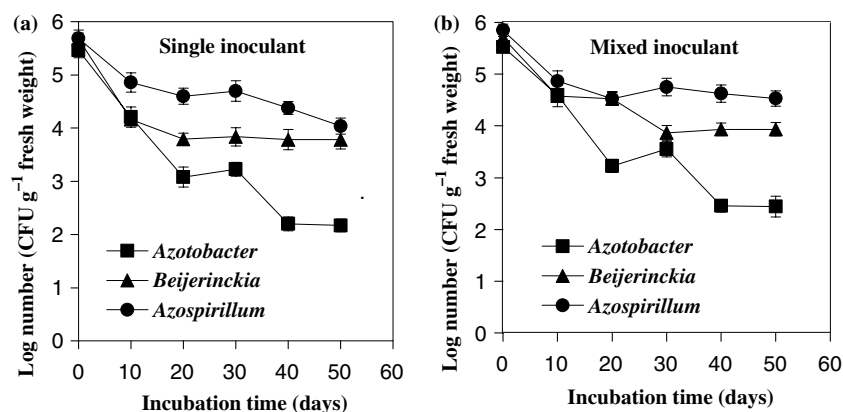 (a)
Single inoculant
Log number (CFU g⁻¹ fresh weight)
6
5
4
3
2
1
0
Azotobacter
Beijerinckia
Azospirillum
0 10 20 30 40 50 60
Incubation time (days)
(b)
Mixed inoculant
Log number (CFU g⁻¹ fresh weight)
6
5
4
3
2
1
0
Azotobacter
Beijerinckia
Azospirillum
0 10 20 30 40 50 60
Incubation time (days)